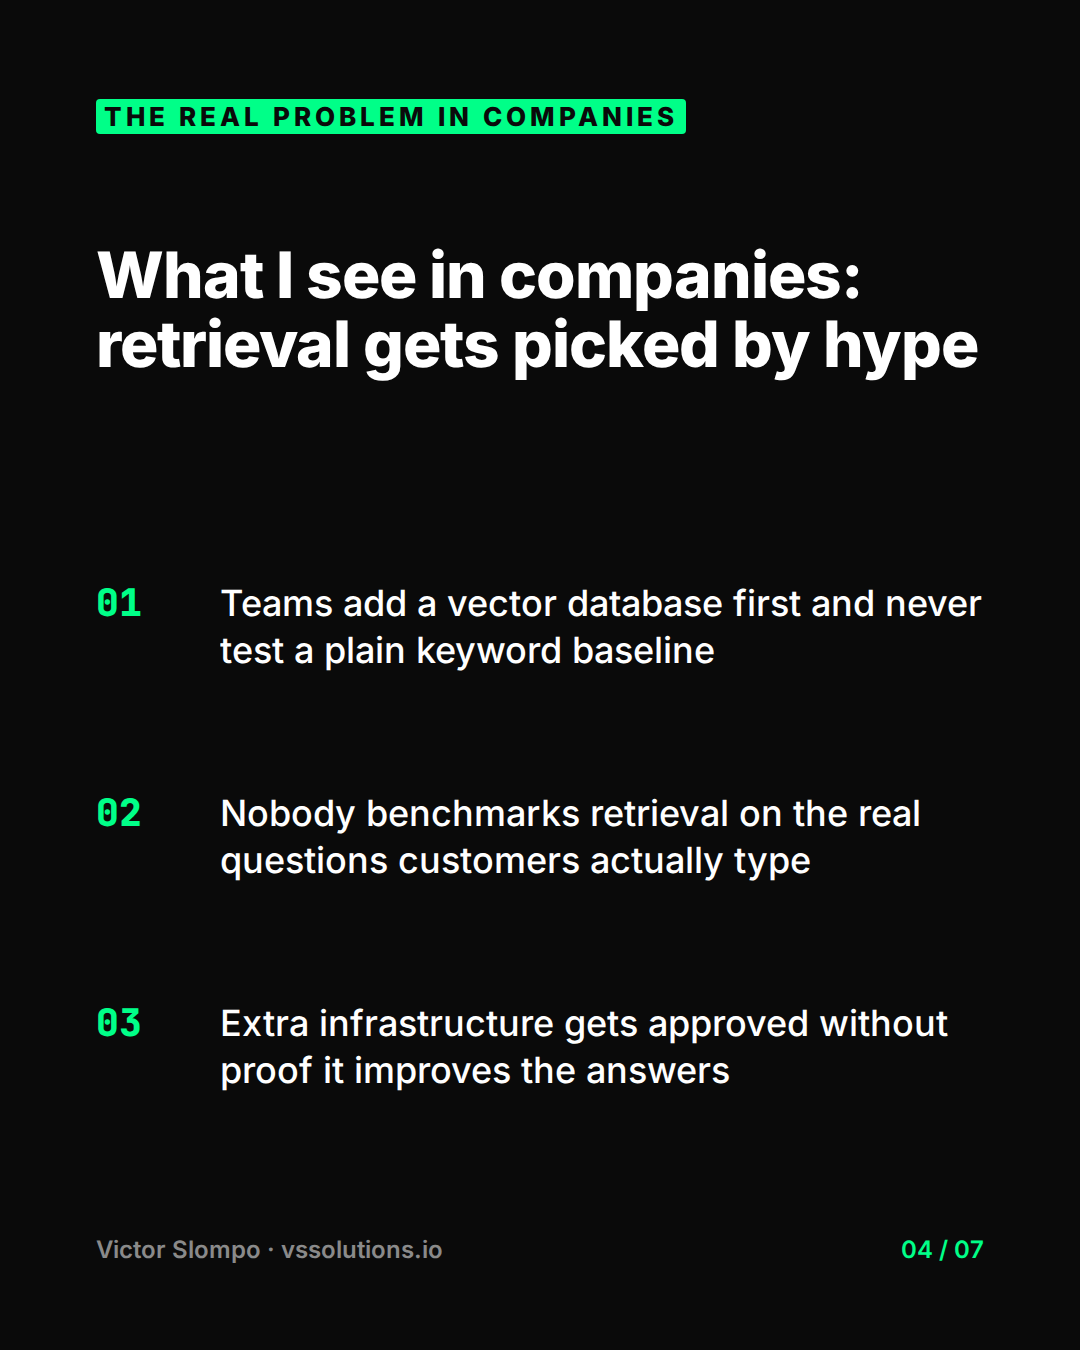 THE REAL PROBLEM IN COMPANIES
What I see in companies:
retrieval gets picked by hype
01 Teams add a vector database first and never
test a plain keyword baseline
02 Nobody benchmarks retrieval on the real
questions customers actually type
03 Extra infrastructure gets approved without
proof it improves the answers
Victor Slompo · vssolutions.io 04 / 07